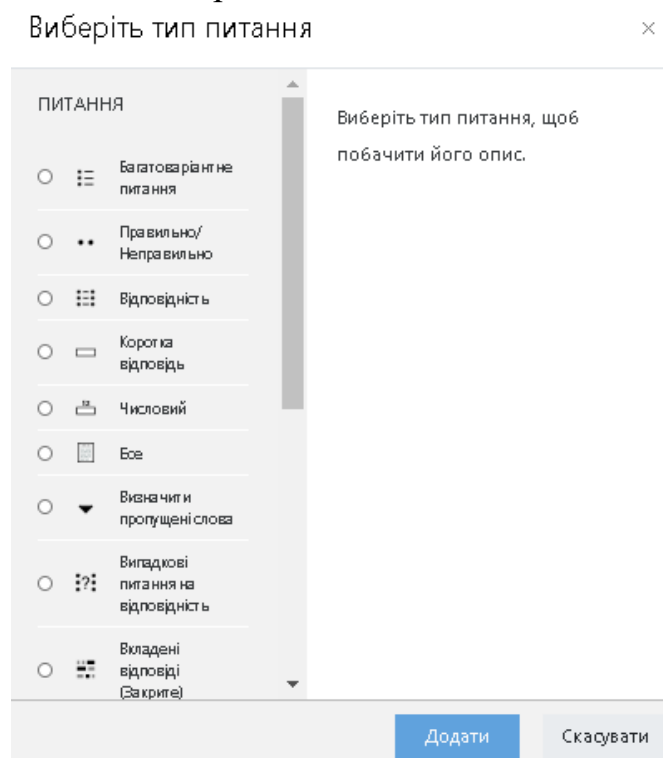 Виберіть тип питання
×
ПИТАННЯ
Багатоваріантне
питання
Правильно/
Неправильно
Відповідність
Коротка
відповідь
Числовий
Есе
Визначити
пропущені слова
Випадкові
питання на
відповідність
Вкладені
відповіді
(Закрите)
Виберіть тип питання, щоб
побачити його опис.
Додати
Скасувати